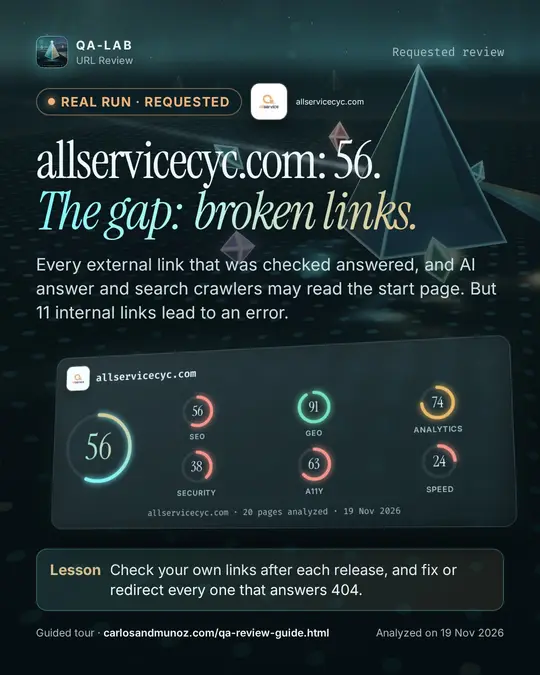 QA-LAB
URL Review
Requested review
REAL RUN · REQUESTED
allservicecyc.com
allservicecyc.com: 56.
The gap: broken links.
Every external link that was checked answered, and AI
answer and search crawlers may read the start page. But
11 internal links lead to an error.
allservicecyc.com
56
56
SEO
91
GEO
74
ANALYTICS
38
SECURITY
63
A11Y
24
SPEED
allservicecyc.com · 20 pages analyzed · 19 Nov 2026
Lesson
Check your own links after each release, and fix or
redirect every one that answers 404.
Guided tour · carlosandmunoz.com/qa-review-guide.html
Analyzed on 19 Nov 2026